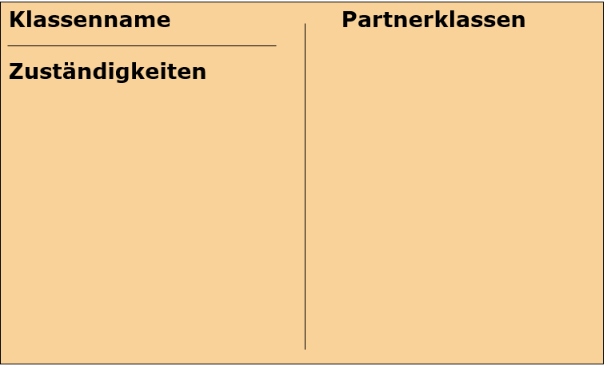 Klassenname
Partnerklassen
Zuständigkeiten